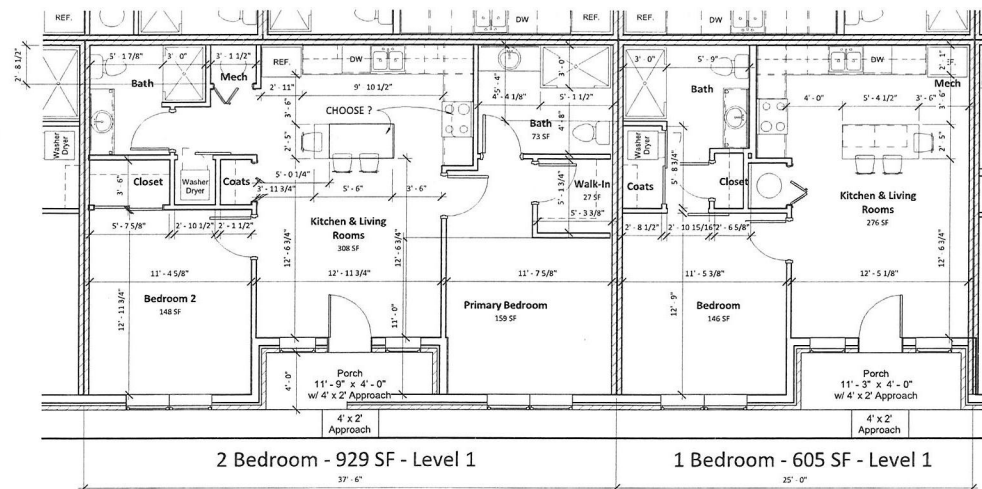 REF.
DW
REF.
REF.
DW
2' - 8 1/2"
5' - 1 7/8"
3' - 0"
3' - 1 1/2"
Bath
Mech
REF.
DW
2' - 11"
9' - 10 1/2"
3' - 6"
CHOOSE ?
2' - 5"
3' - 0"
4' - 1 1/8"
5' - 1 1/2"
Bath
73 SF
4' - 8"
3' - 0"
5' - 9"
Bath
DW
2' - 1"
REF.
Mech
4' - 0"
5' - 4 1/2"
3' - 6"
3' - 6"
2' - 5"
Washer
Dryer
Closet
3' - 6"
Washer
Dryer
Coats
5' - 0 1/4"
3' - 11 3/4"
5' - 6"
3' - 6"
Walk-In
27 SF
5' - 1 3/4"
5' - 3 3/8"
Washer
Dryer
Coats
5' - 8 3/4"
Closet
Kitchen & Living
Rooms
308 SF
Kitchen & Living
Rooms
276 SF
5' - 7 5/8"
2' - 10 1/2"
2' - 1 1/2"
2' - 8 1/2"
2' - 10 15/16"
2' - 6 5/8"
12' - 6 3/4"
12' - 6 3/4"
12' - 6 3/4"
11' - 4 5/8"
12' - 11 3/4"
11' - 7 5/8"
11' - 5 3/8"
12' - 5 1/8"
Bedroom 2
148 SF
12' - 11 3/4"
11' - 0"
Primary Bedroom
159 SF
12' - 9"
Bedroom
146 SF
4' - 0"
Porch
11' - 9" x 4' - 0"
w/ 4' x 2' Approach
Porch
11' - 3" x 4' - 0"
w/ 4' x 2' Approach
4' x 2'
Approach
4' x 2'
Approach
2 Bedroom - 929 SF - Level 1
1 Bedroom - 605 SF - Level 1
37' - 6"
25' - 0"